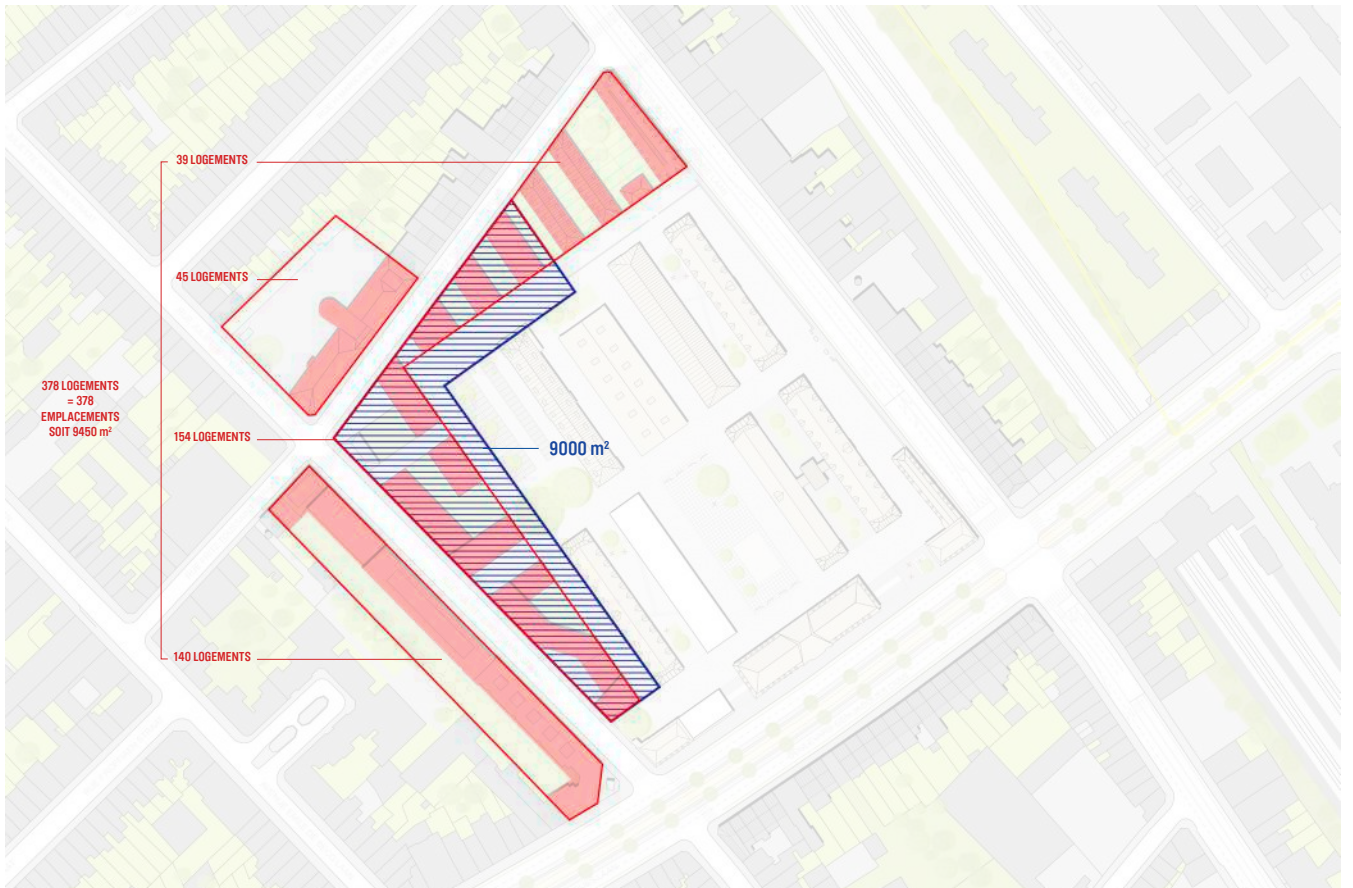 39 LOGEMENTS
45 LOGEMENTS
378 LOGEMENTS
= 378
EMPLACEMENTS
SOIT 9450 m²
154 LOGEMENTS
9000 m²
140 LOGEMENTS